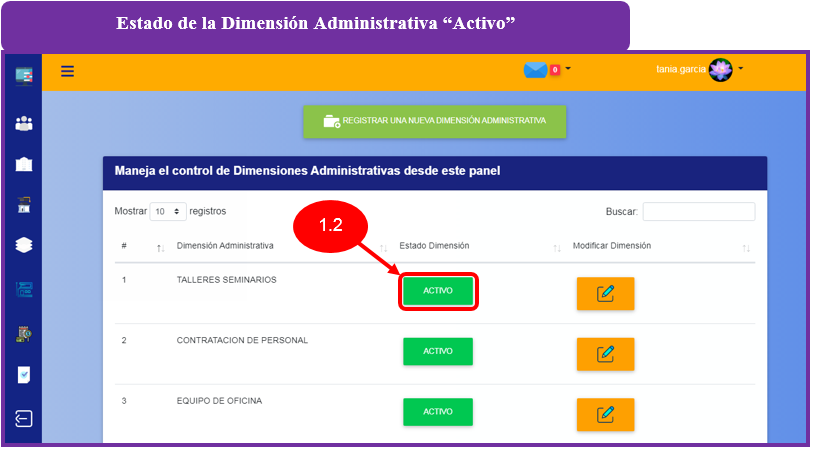 Estado de la Dimensión Administrativa “Activo”
0
tania.garcia
REGISTRAR UNA NUEVA DIMENSIÓN ADMINISTRATIVA
Maneja el control de Dimensiones Administrativas desde este panel
Mostrar 10 registros
Buscar:
1.2
# Dimensión Administrativa Estado Dimensión Modificar Dimensión
1 TALLERES SEMINARIOS ACTIVO
2 CONTRATACION DE PERSONAL ACTIVO
3 EQUIPO DE OFICINA ACTIVO